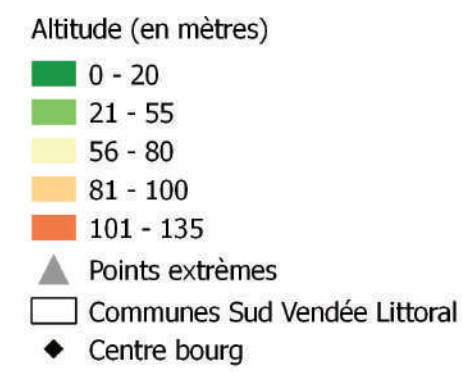 Altitude (en mètres)
0 - 20
21 - 55
56 - 80
81 - 100
101 - 135
Points extrèmes
Communes Sud Vendée Littoral
Centre bourg